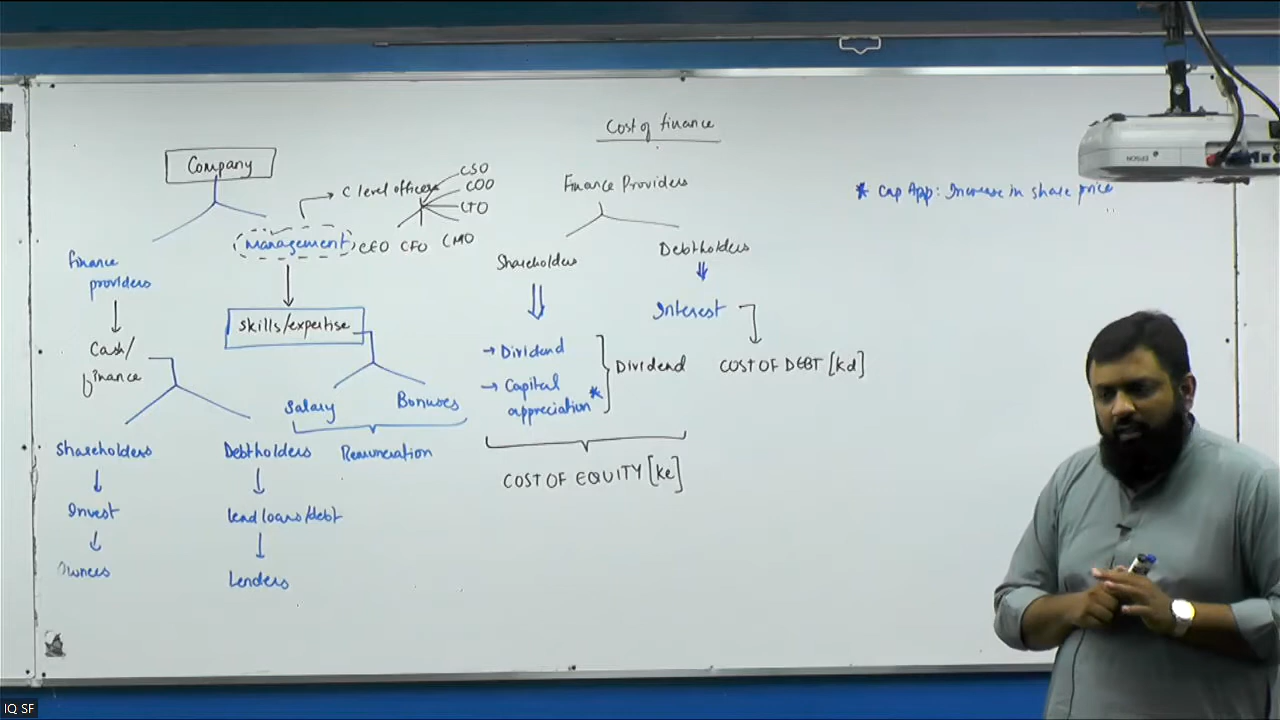 Cost of finance
Company
C level officers
CSO
COO
CTO
CMO
CFO
CEO
Management
finance
providers
Cash/
finance
Skills/expertise
Salary
Bonuses
Remuneration
Shareholders
Invest
Owners
Debtholders
lend loans/debt
Lenders
Finance Providers
Shareholders
→ Dividend
→ Capital
appreciation *
Dividend
COST OF EQUITY [Ke]
Debtholders
Interest
COST OF DEBT [Kd]
* Cap App: Increase in share price
EPSON
IQ SF